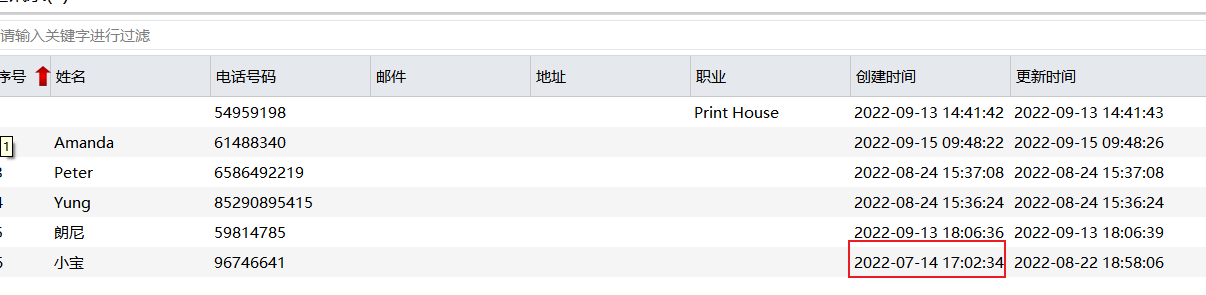 请输入关键字进行过滤
序号 姓名 电话号码 邮件 地址 职业 创建时间 更新时间
54959198 Print House 2022-09-13 14:41:42 2022-09-13 14:41:43
1 Amanda 61488340 2022-09-15 09:48:22 2022-09-15 09:48:26
Peter 6586492219 2022-08-24 15:37:08 2022-08-24 15:37:08
Yung 85290895415 2022-08-24 15:36:24 2022-08-24 15:36:24
朗尼 59814785 2022-09-13 18:06:36 2022-09-13 18:06:39
小宝 96746641 2022-07-14 17:02:34 2022-08-22 18:58:06